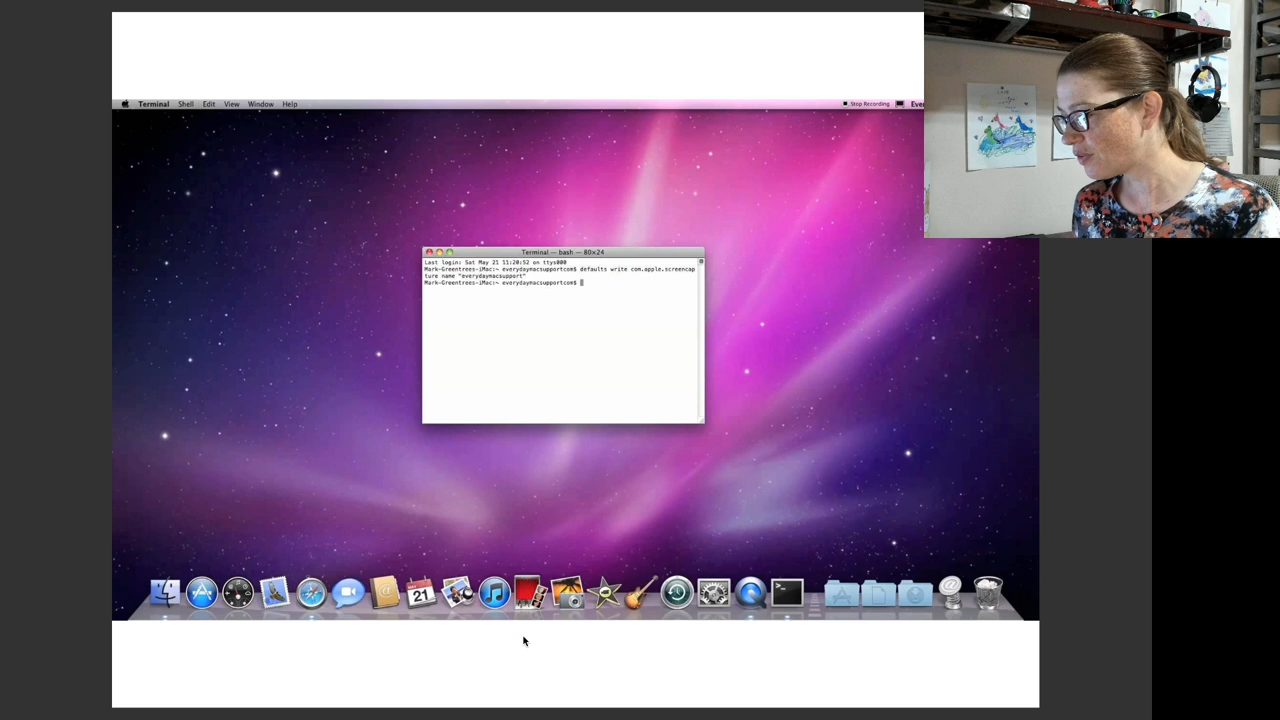 Terminal Shell Edit View Window Help Stop Recording Eve
Terminal — bash — 80×24
Last login: Sat May 21 11:20:52 on ttys000
Mark-Greentrees-iMac:~ everydaymacsupportcom$ defaults write com.apple.screencap
ture name "everydaymacsupport"
Mark-Greentrees-iMac:~ everydaymacsupportcom$
21